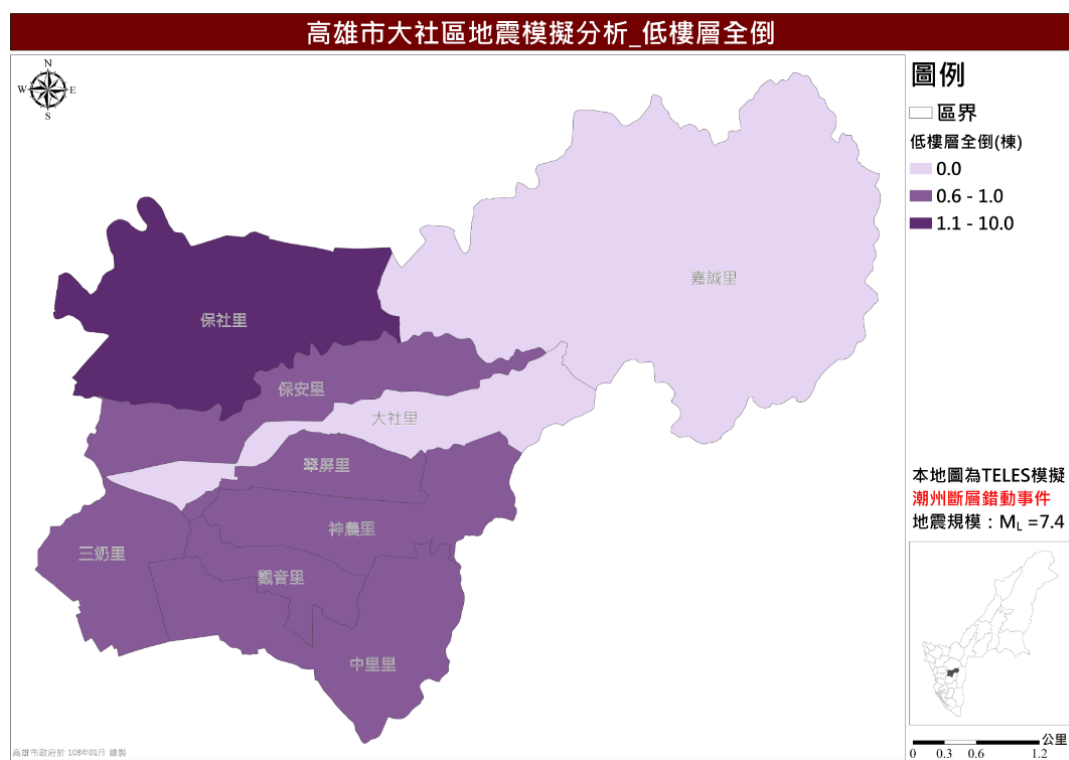 高雄市大社區地震模擬分析_低樓層全倒
N
W
E
S
圖例
區界
低樓層全倒(棟)
0.0
0.6 - 1.0
1.1 - 10.0
嘉誠里
保社里
保安里
大社里
翠屏里
神農里
三奶里
觀音里
中里里
本地圖為TELES模擬
潮州斷層錯動事件
地震規模：ML =7.4
公里
0 0.3 0.6 1.2
高雄市政府於 108年01月 繪製